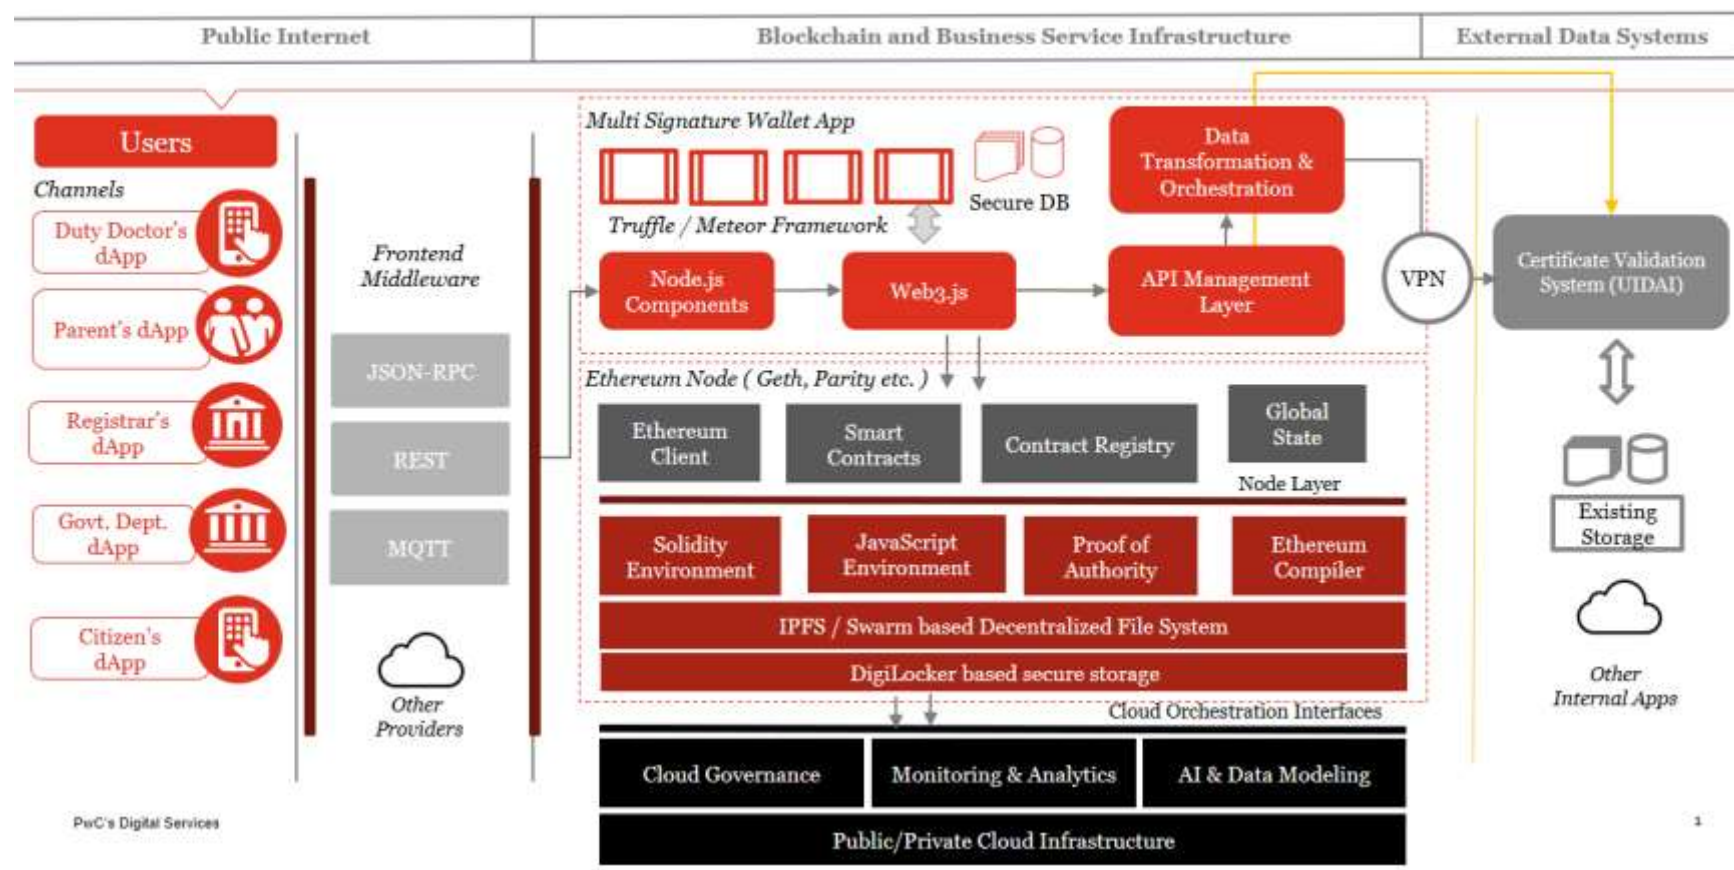 Public Internet
Blockchain and Business Service Infrastructure
External Data Systems
Users
Channels
Duty Doctor's
dApp
Parent's dApp
Registrar's
dApp
Govt. Dept.
dApp
Citizen's
dApp
Frontend
Middleware
JSON-RPC
REST
MQTT
Other
Providers
Multi Signature Wallet App
Secure DB
Truffle / Meteor Framework
Node.js
Components
Web3.js
Data
Transformation &
Orchestration
API Management
Layer
VPN
Certificate Validation
System (UIDAI)
Existing
Storage
Other
Internal Apps
Ethereum Node ( Geth, Parity etc. )
Ethereum
Client
Smart
Contracts
Contract Registry
Global
State
Node Layer
Solidity
Environment
JavaScript
Environment
Proof of
Authority
Ethereum
Compiler
IPFS / Swarm based Decentralized File System
DigiLocker based secure storage
Cloud Orchestration Interfaces
Cloud Governance
Monitoring & Analytics
AI & Data Modeling
Public/Private Cloud Infrastructure
PwC's Digital Services
1